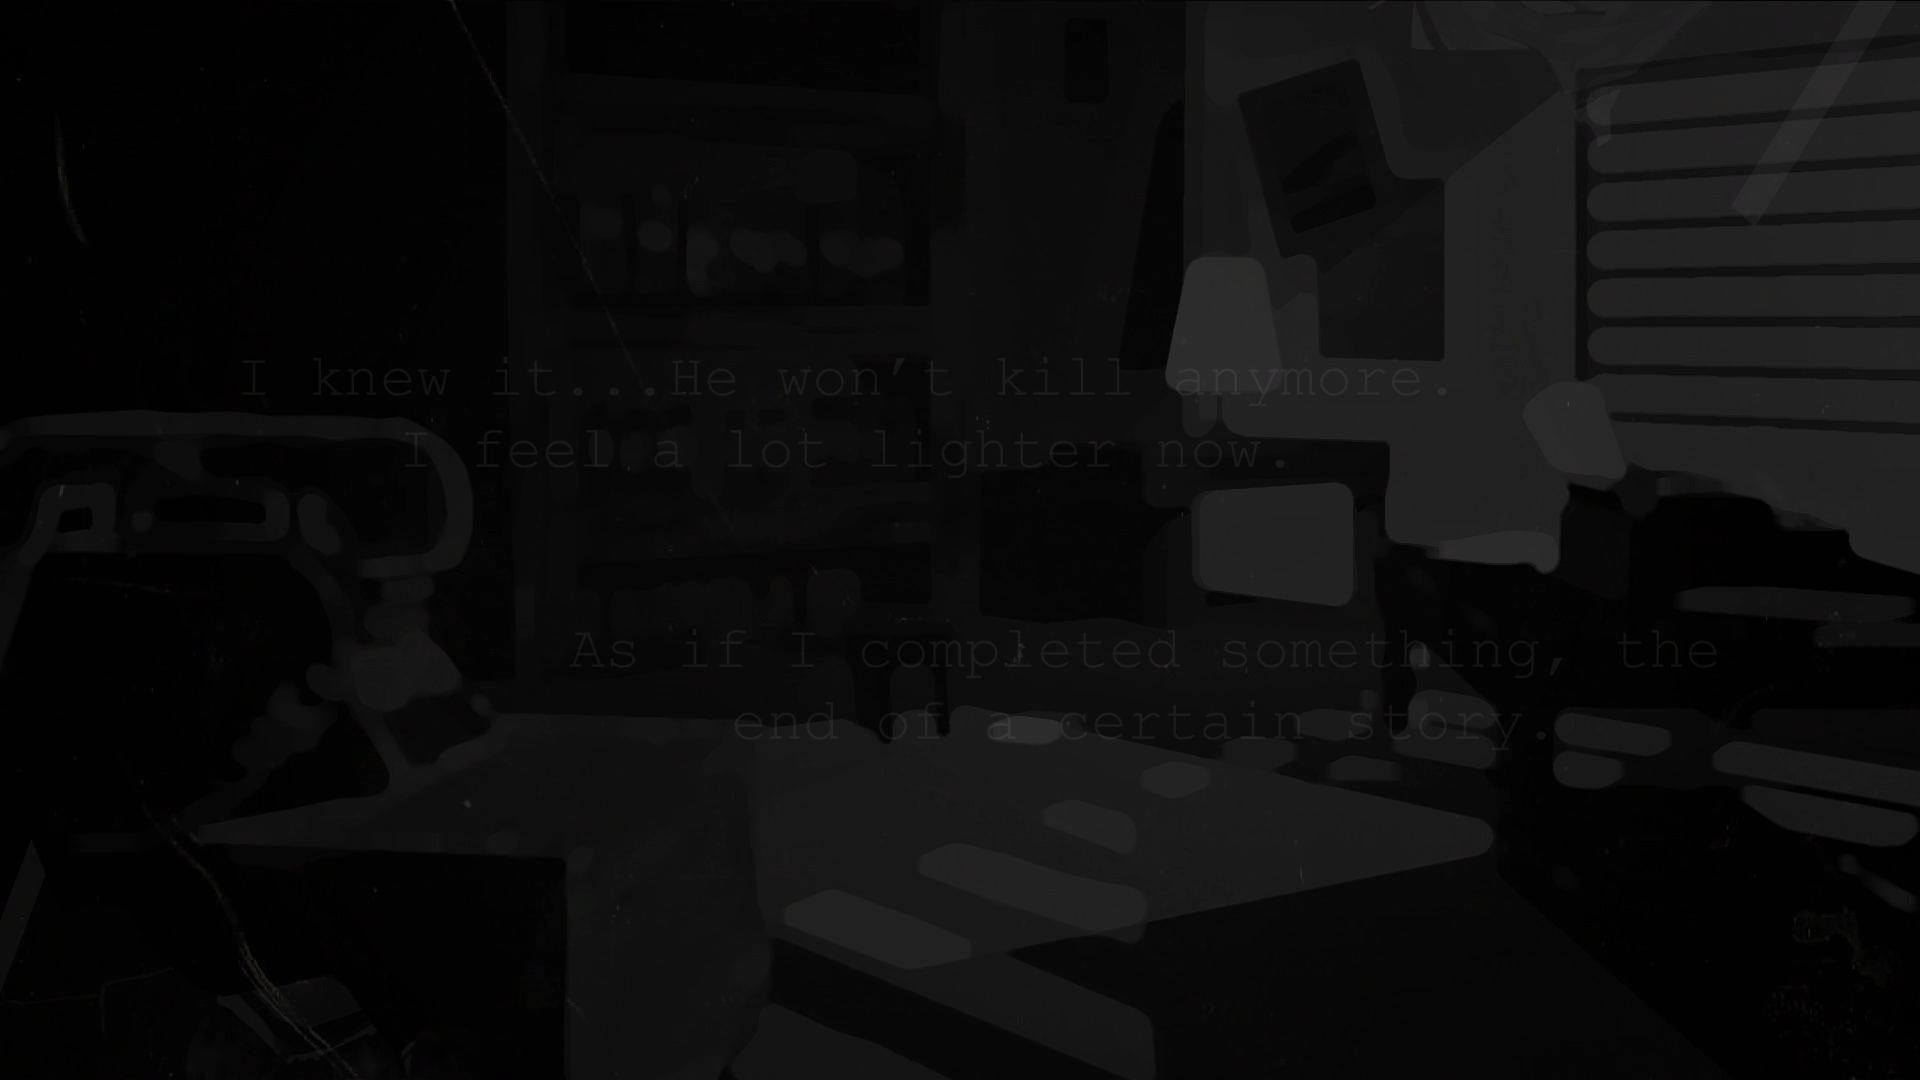 I knew it...He won't kill anymore.
I feel a lot lighter now.
As if I completed something, the
end of a certain story.